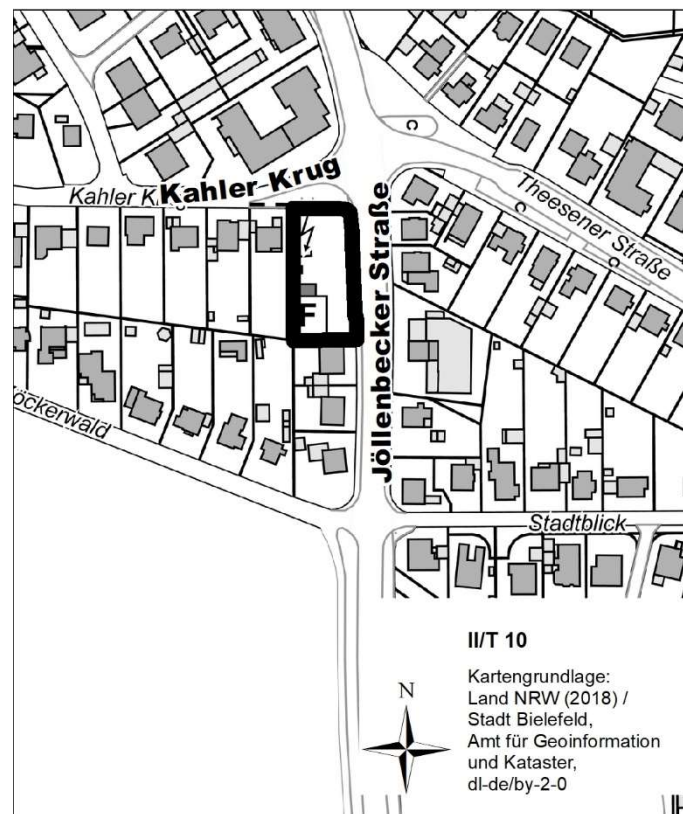 Theesener Straße
Kahler K
Kahler Krug
Jöllenbecker Straße
F
öckerwald
Stadtblick
II/T 10
Kartengrundlage:
Land NRW (2018) /
Stadt Bielefeld,
Amt für Geoinformation
und Kataster,
dl-de/by-2-0
N